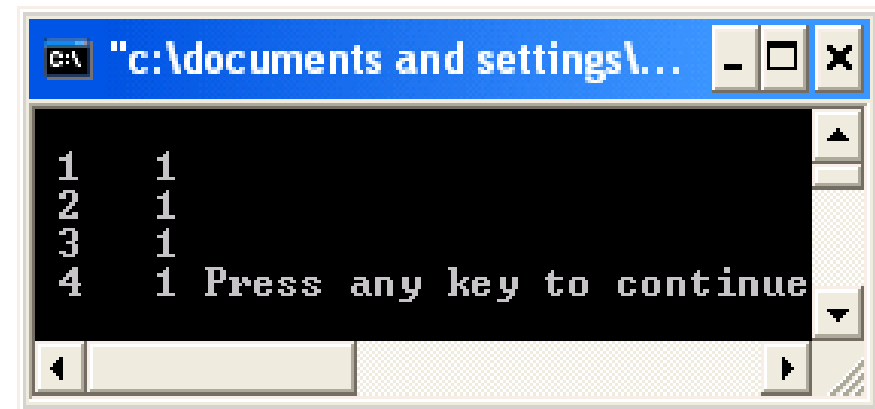 C:\ "c:\documents and settings\...
1 1
2 1
3 1
4 1 Press any key to continue